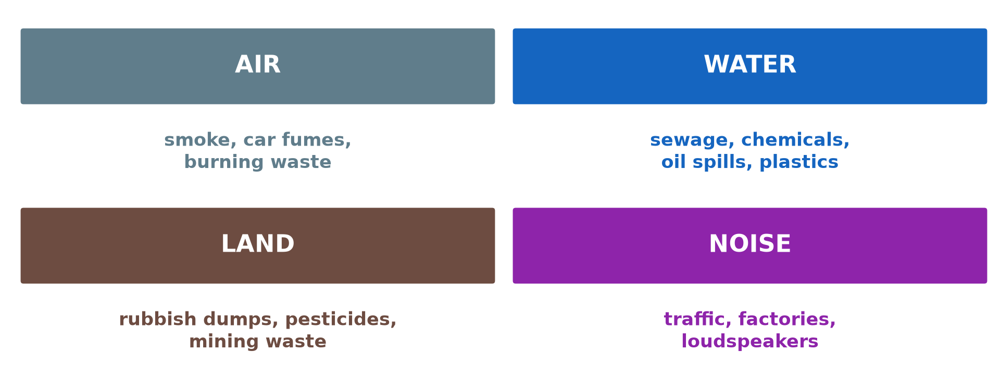 AIR
smoke, car fumes,
burning waste
WATER
sewage, chemicals,
oil spills, plastics
LAND
rubbish dumps, pesticides,
mining waste
NOISE
traffic, factories,
loudspeakers